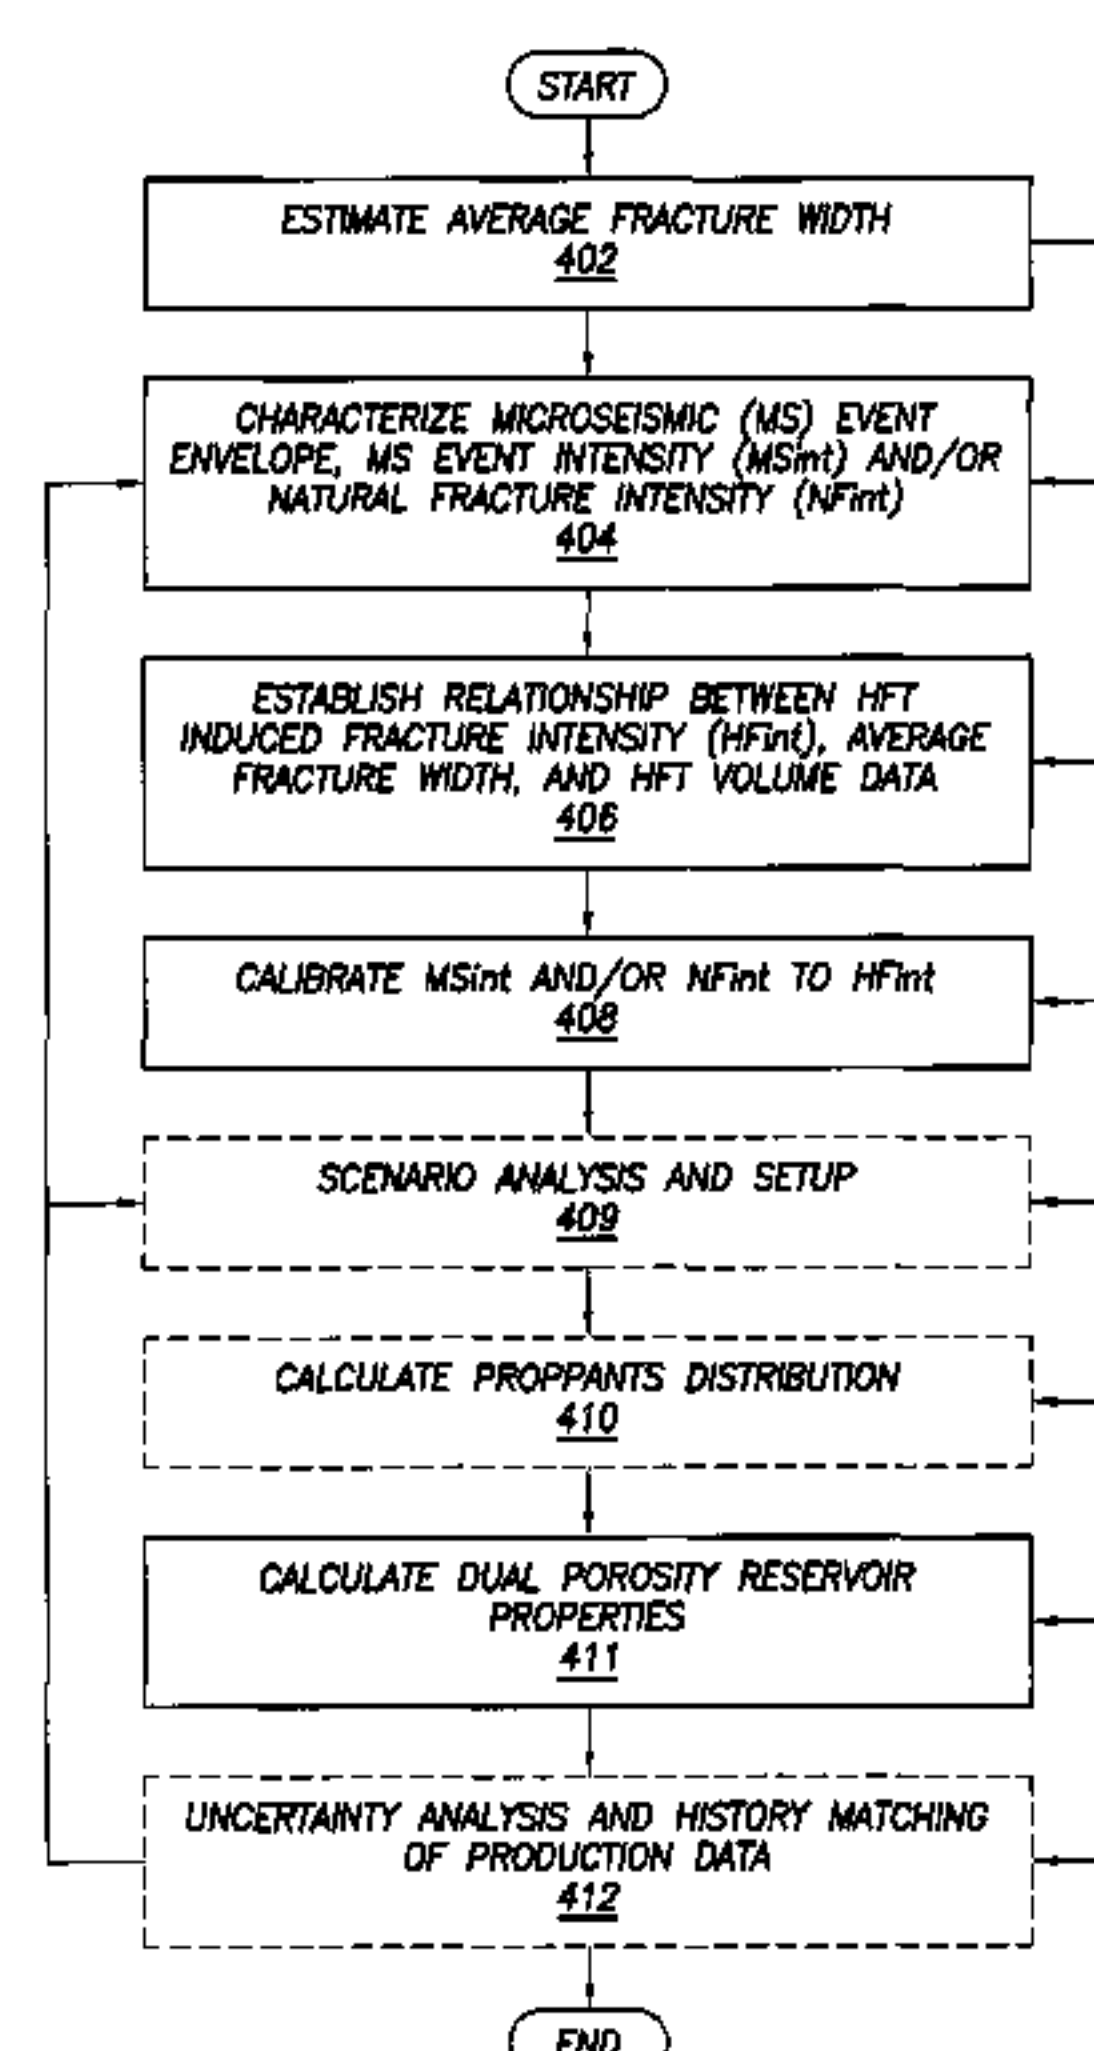 START
ESTIMATE AVERAGE FRACTURE WIDTH
402
CHARACTERIZE MICROSEISMIC (MS) EVENT
ENVELOPE, MS EVENT INTENSITY (MSint) AND/OR
NATURAL FRACTURE INTENSITY (NFint)
404
ESTABLISH RELATIONSHIP BETWEEN HFT
INDUCED FRACTURE INTENSITY (HFint), AVERAGE
FRACTURE WIDTH, AND HFT VOLUME DATA
406
CALIBRATE MSint AND/OR NFint TO HFint
408
SCENARIO ANALYSIS AND SETUP
409
CALCULATE PROPPANTS DISTRIBUTION
410
CALCULATE DUAL POROSITY RESERVOIR
PROPERTIES
411
UNCERTAINTY ANALYSIS AND HISTORY MATCHING
OF PRODUCTION DATA
412
END